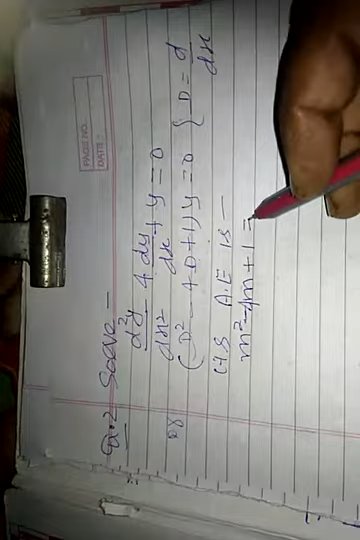 PAGE NO.
DATE:
Q.2 Solve -
d²y/dx² - 4 dy/dx + y = 0
or (D² - 4D + 1)y = 0 { D = d/dx
its A.E is -
m² - 4m + 1 =